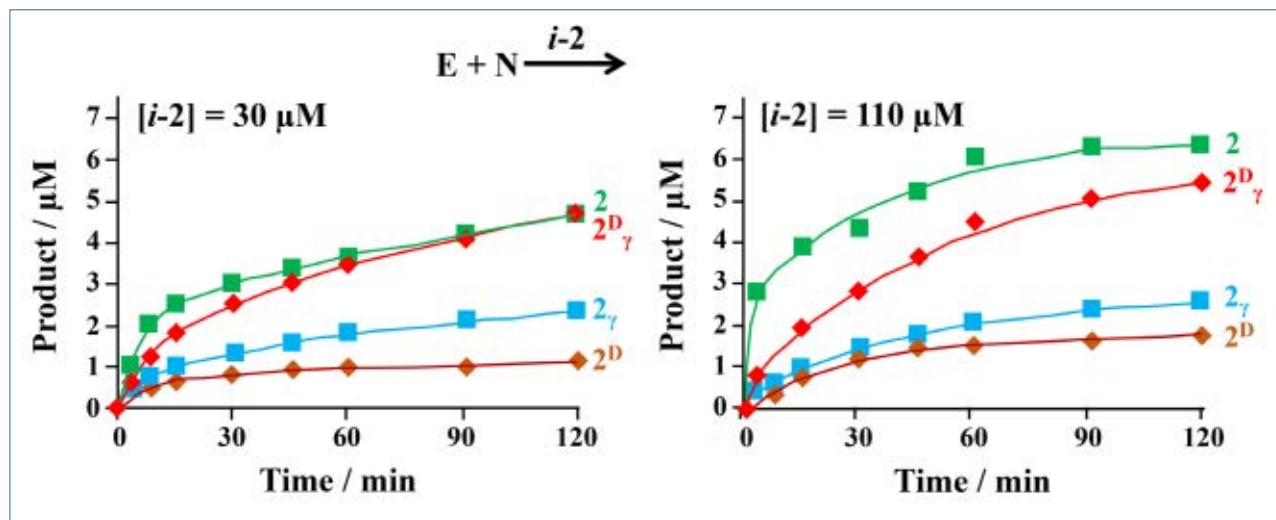 i-2
E + N
[i-2] = 30 μM
7
6
5
4
3
2
1
0
Product / μM
0 30 60 90 120
Time / min
2
2ᴰγ
2γ
2ᴰ
[i-2] = 110 μM
7
6
5
4
3
2
1
0
Product / μM
0 30 60 90 120
Time / min
2
2ᴰγ
2γ
2ᴰ